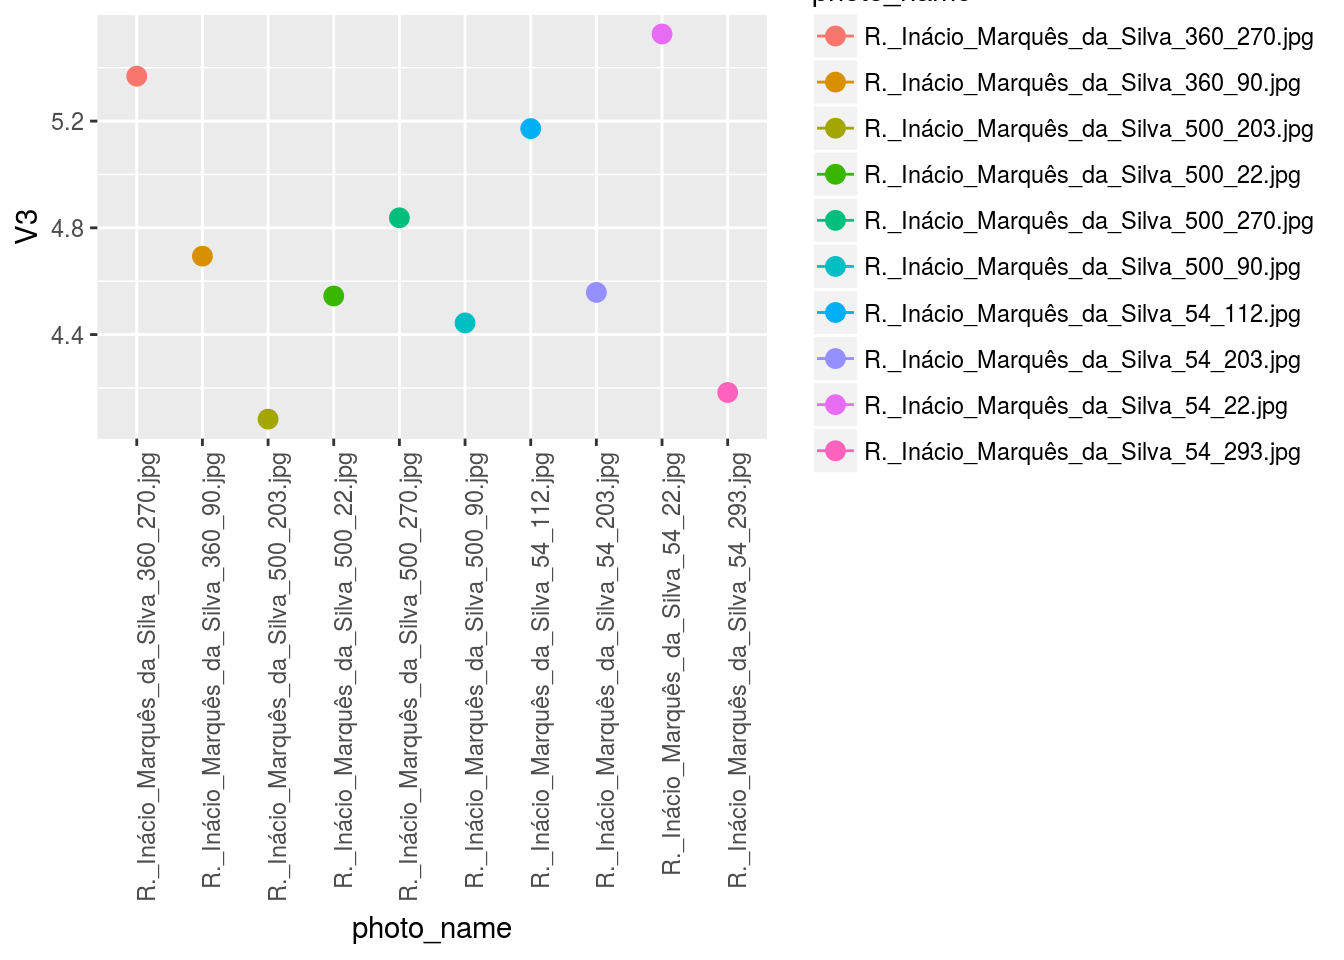 photo_name
R._Inácio_Marquês_da_Silva_360_270.jpg
R._Inácio_Marquês_da_Silva_360_90.jpg
R._Inácio_Marquês_da_Silva_500_203.jpg
R._Inácio_Marquês_da_Silva_500_22.jpg
R._Inácio_Marquês_da_Silva_500_270.jpg
R._Inácio_Marquês_da_Silva_500_90.jpg
R._Inácio_Marquês_da_Silva_54_112.jpg
R._Inácio_Marquês_da_Silva_54_203.jpg
R._Inácio_Marquês_da_Silva_54_22.jpg
R._Inácio_Marquês_da_Silva_54_293.jpg
V3
5.2
4.8
4.4
R._Inácio_Marquês_da_Silva_360_270.jpg
R._Inácio_Marquês_da_Silva_360_90.jpg
R._Inácio_Marquês_da_Silva_500_203.jpg
R._Inácio_Marquês_da_Silva_500_22.jpg
R._Inácio_Marquês_da_Silva_500_270.jpg
R._Inácio_Marquês_da_Silva_500_90.jpg
R._Inácio_Marquês_da_Silva_54_112.jpg
R._Inácio_Marquês_da_Silva_54_203.jpg
R._Inácio_Marquês_da_Silva_54_22.jpg
R._Inácio_Marquês_da_Silva_54_293.jpg
photo_name